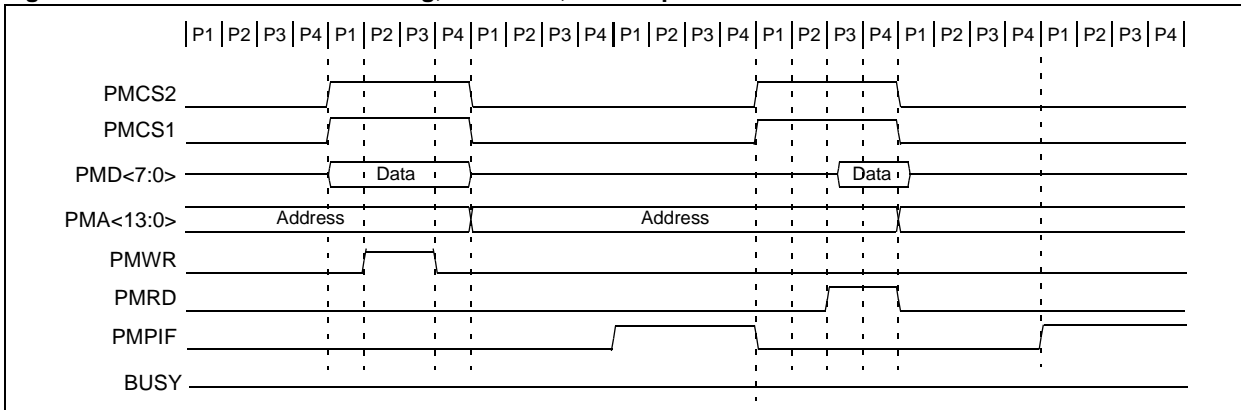 P1 P2 P3 P4 P1 P2 P3 P4 P1 P2 P3 P4 P1 P2 P3 P4 P1 P2 P3 P4 P1 P2 P3 P4 P1 P2 P3 P4
PMCS2
PMCS1
PMD<7:0> Data Data
PMA<13:0> Address Address
PMWR
PMRD
PMPIF
BUSY